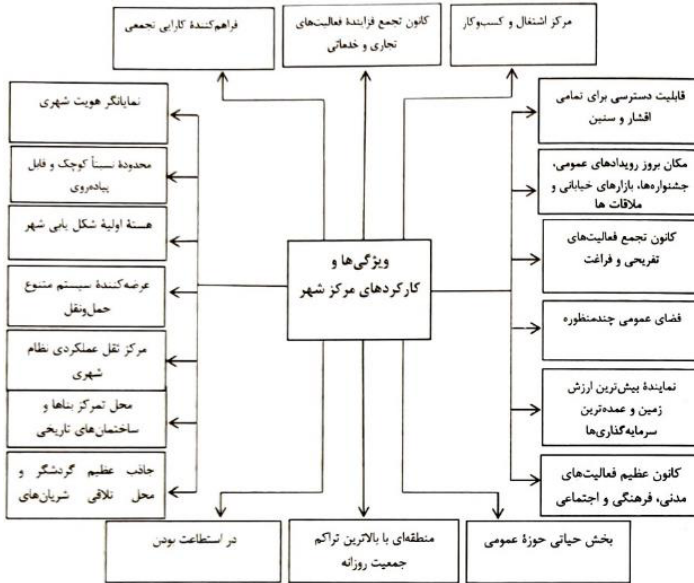 مرکز اشتغال و کسب‌وکار
کانون تجمع فزایندهٔ فعالیت‌های
تجاری و خدماتی
فراهم‌کنندهٔ کارایی تجمعی
قابلیت دسترسی برای تمامی
اقشار و سنین
مکان بروز رویدادهای عمومی،
جشنواره‌ها، بازارهای خیابانی و
ملاقات ها
کانون تجمع فعالیت‌های
تفریحی و فراغت
فضای عمومی چندمنظوره
نمایندهٔ بیش‌ترین ارزش
زمین و عمده‌ترین
سرمایه‌گذاری‌ها
کانون عظیم فعالیت‌های
مدنی، فرهنگی و اجتماعی
ویژگی‌ها و
کارکردهای مرکز شهر
نمایانگر هویت شهری
محدودهٔ نسبتاً کوچک و قابل
پیاده‌روی
هستهٔ اولیهٔ شکل یابی شهر
عرضه‌کنندهٔ سیستم متنوع
حمل‌ونقل
مرکز ثقل عملکردی نظام
شهری
محل تمرکز بناها و
ساختمان‌های تاریخی
جاذب عظیم گردشگر و
محل تلاقی شریان‌های
بخش حیاتی حوزهٔ عمومی
منطقه‌ای با بالاترین تراکم
جمعیت روزانه
در استطاعت بودن